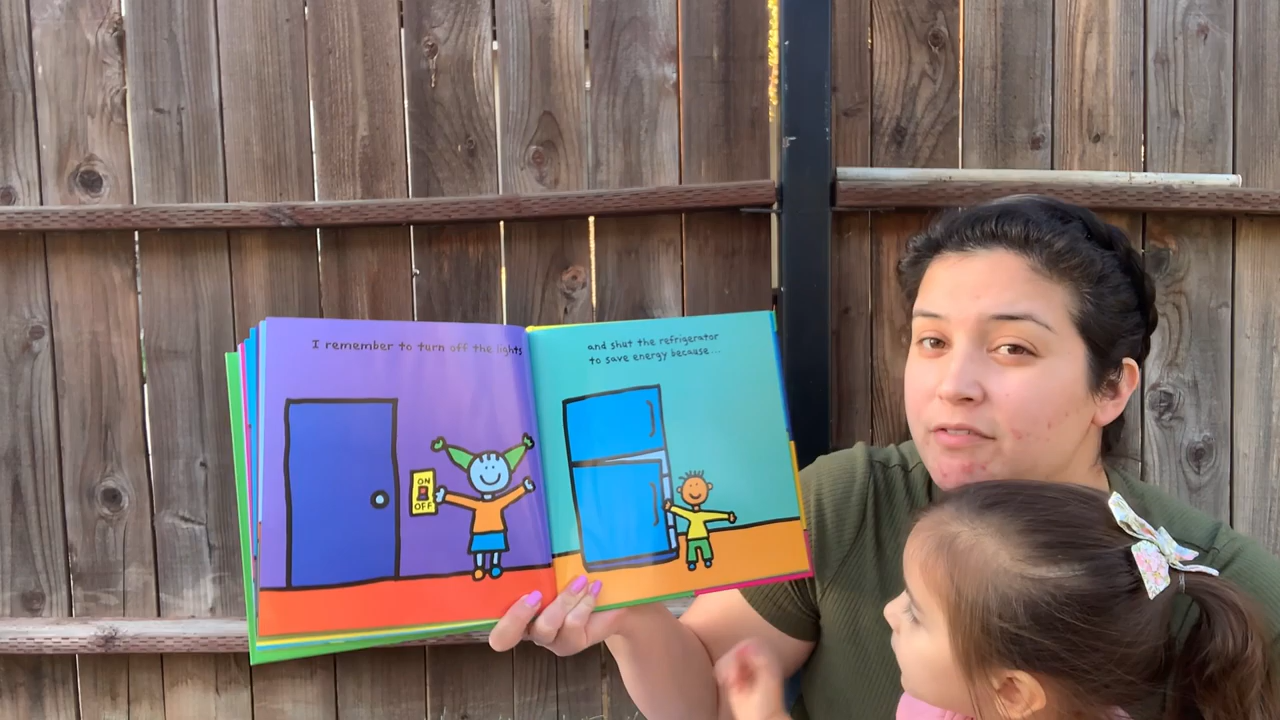 I remember to turn off the lights
ON
OFF
and shut the refrigerator
to save energy because...